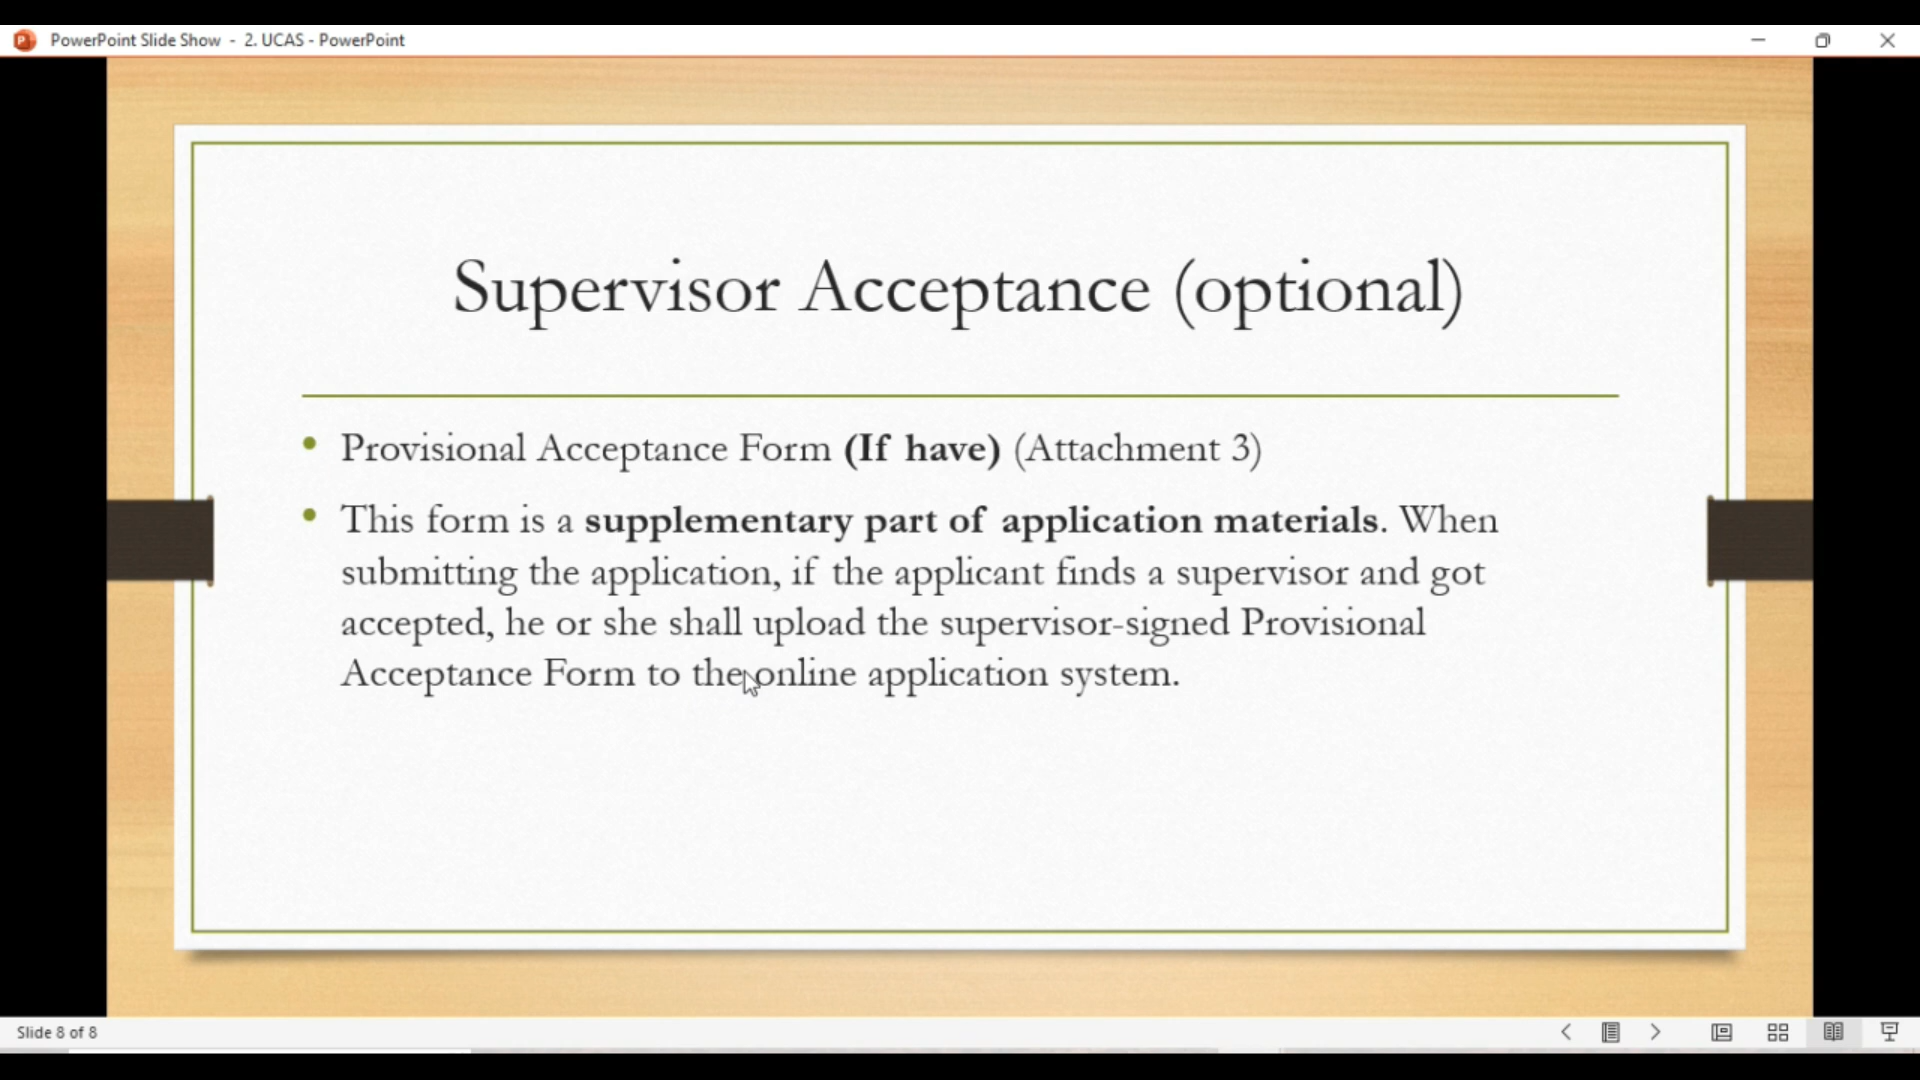 PowerPoint Slide Show - 2. UCAS - PowerPoint
Supervisor Acceptance (optional)
• Provisional Acceptance Form (If have) (Attachment 3)
• This form is a supplementary part of application materials. When
submitting the application, if the applicant finds a supervisor and got
accepted, he or she shall upload the supervisor-signed Provisional
Acceptance Form to the online application system.
Slide 8 of 8